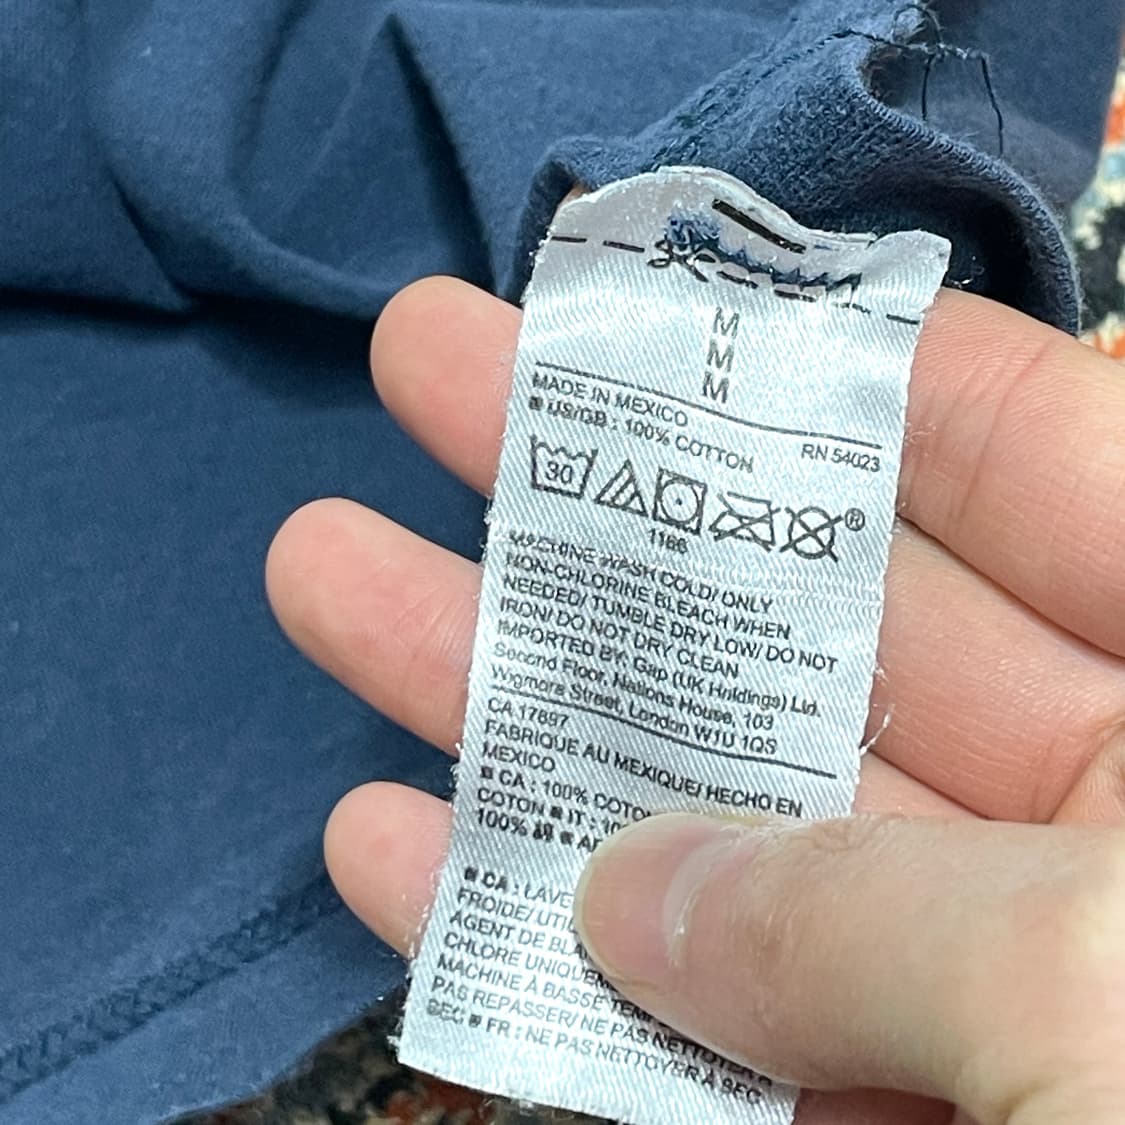 M
M
M
MADE IN MEXICO
RN 54023
■ US/GB : 100% COTTON
30
®
1166
MACHINE WASH COLD/ ONLY
NON-CHLORINE BLEACH WHEN
NEEDED/ TUMBLE DRY LOW/ DO NOT
IRON/ DO NOT DRY CLEAN
IMPORTED BY: Gap (UK Holdings) Ltd.
Second Floor, Nations House, 103
Wigmore Street, London W1U 1QS
CA 17897
FABRIQUE AU MEXIQUE/ HECHO EN
MEXICO
■ CA : 100% COTON
COTON ■ IT :
100% 綿 ■
■ CA : LAVE
FROIDE/
AGENT DE
CHLORE
MACHINE À BASSE
PAS REPASSER/ NE PAS NETTOYER À
SEC ■ FR : NE PAS NETTOYER À SEC